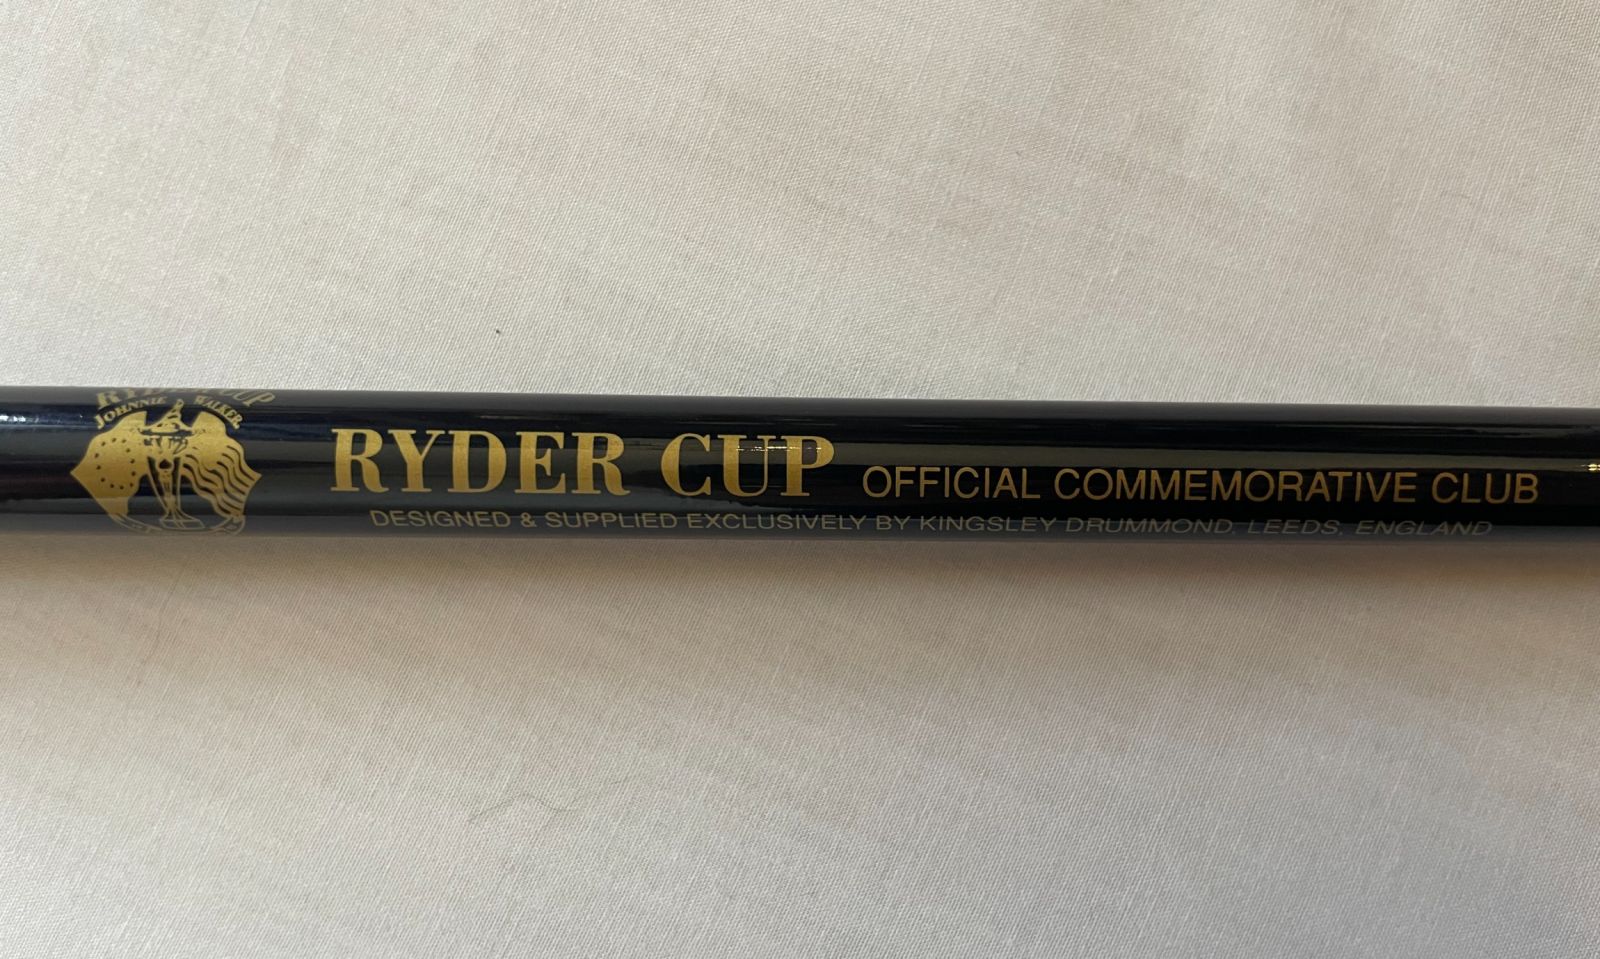 RYDER CUP
JOHNNIE WALKER
RYDER CUP OFFICIAL COMMEMORATIVE CLUB
DESIGNED & SUPPLIED EXCLUSIVELY BY KINGSLEY DRUMMOND, LEEDS, ENGLAND